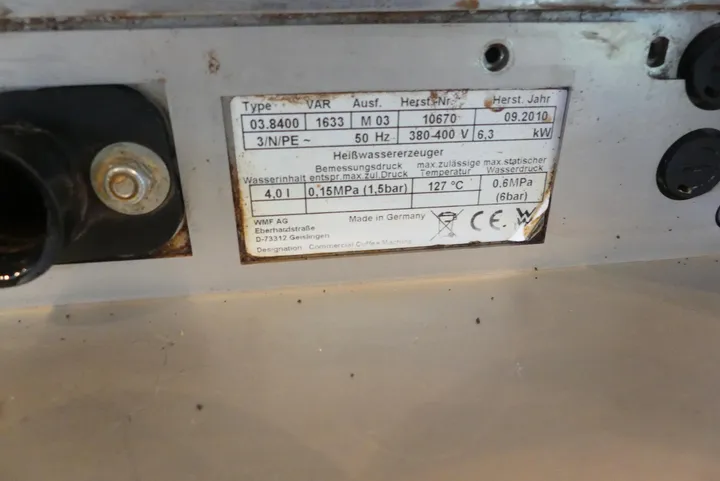 Type VAR Ausf. Herst.-Nr. Herst. Jahr
03.8400 1633 M 03 10670 09.2010
3/N/PE ~ 50 Hz 380-400 V 6,3 kW
Heißwassererzeuger
Bemessungsdruck max.zulässige max.statischer
Wasserinhalt entspr.max.zul.Druck Temperatur Wasserdruck
4,0 l 0,15MPa (1,5bar) 127 °C 0.6MPa
(6bar)
WMF AG Made in Germany CE
Eberhardstraße
D-73312 Geislingen
Designation Commercial Coffee Machine